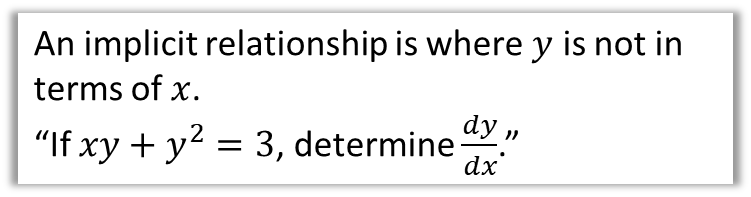 An implicit relationship is where y is not in
terms of x.
“If xy + y² = 3, determine dy/dx.”